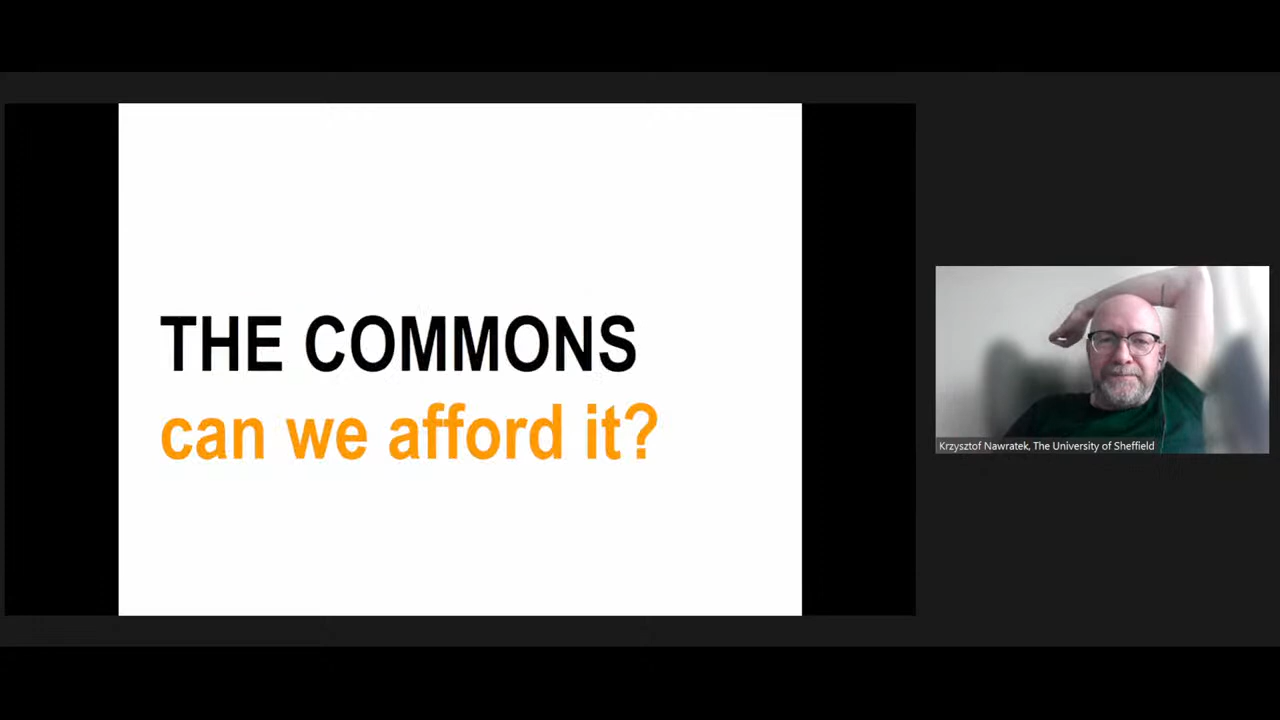 THE COMMONS
can we afford it?
Krzysztof Nawratek, The University of Sheffield